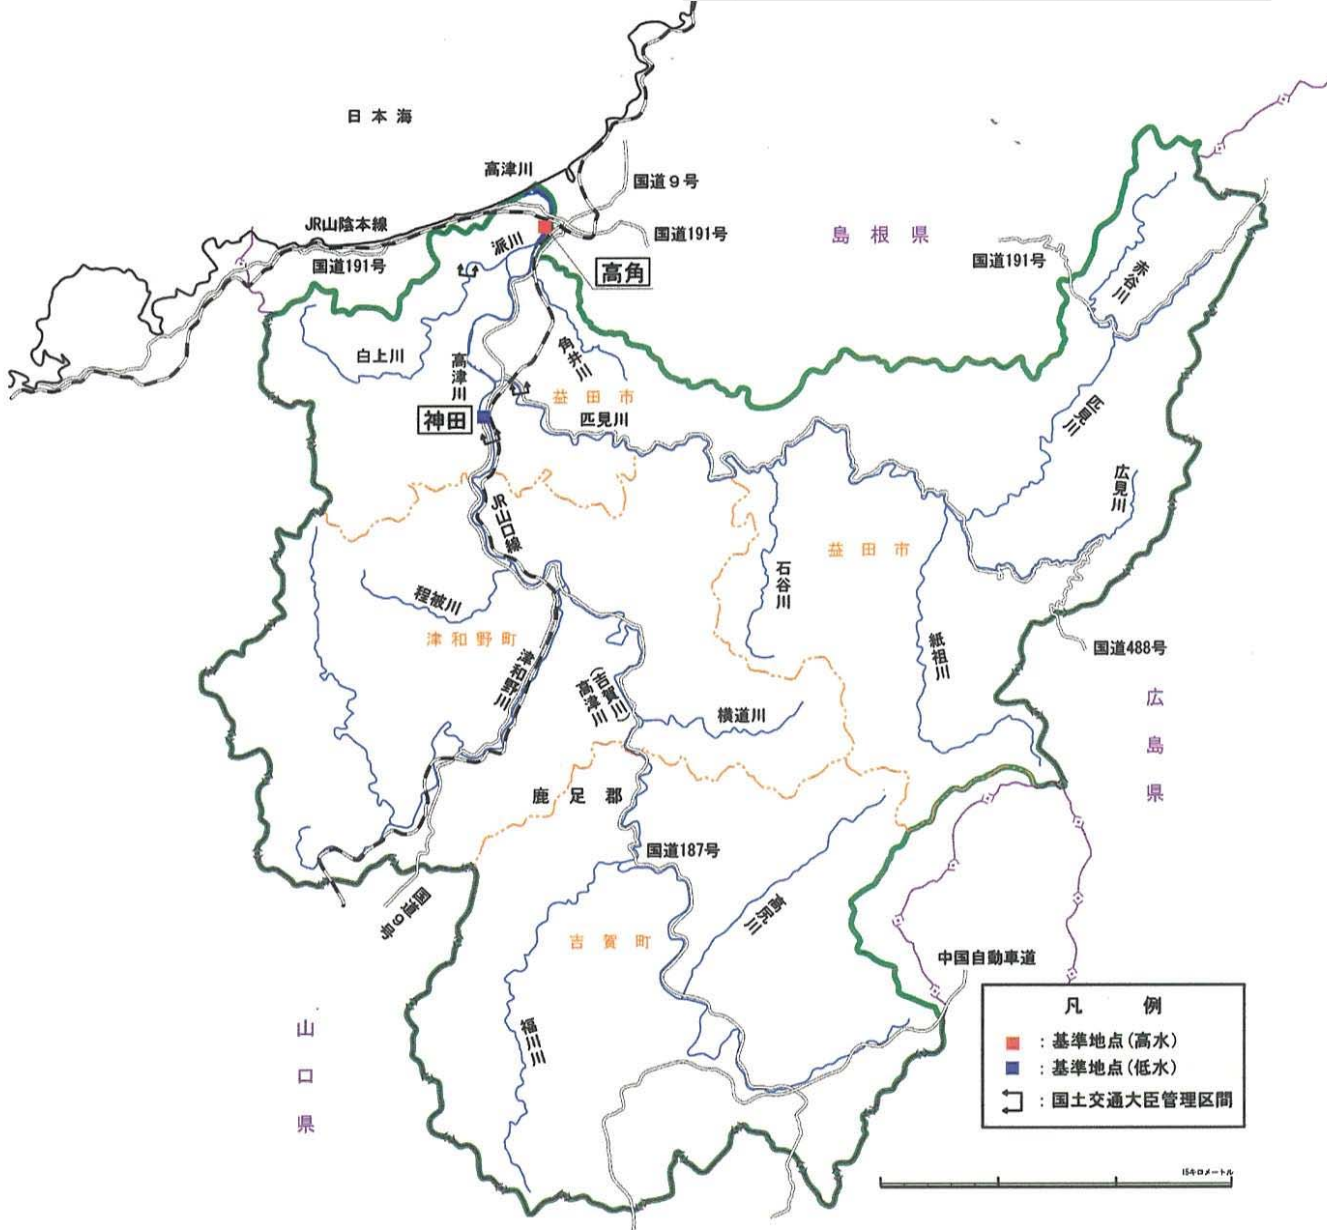 日本海
高津川
国道9号
JR山陰本線
国道191号
島根県
派川
国道191号
国道191号
高角
赤谷川
白上川
高津川
角井川
益田市
匹見川
匹見川
神田
広見川
JR山口線
益田市
石谷川
程彼川
津和野町
紙祖川
国道488号
津和野川
高津川
(吉賀川)
横道川
広島県
鹿足郡
国道187号
国道9号
高尻川
吉賀町
中国自動車道
福川川
山口県
凡例
:基準地点(高水)
:基準地点(低水)
:国土交通大臣管理区間
15キロメートル